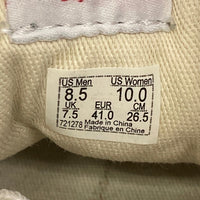 US Men US Women
8.5 10.0
UK EUR CM
7.5 41.0 26.5
721278 Made in China
Fabrique en Chine